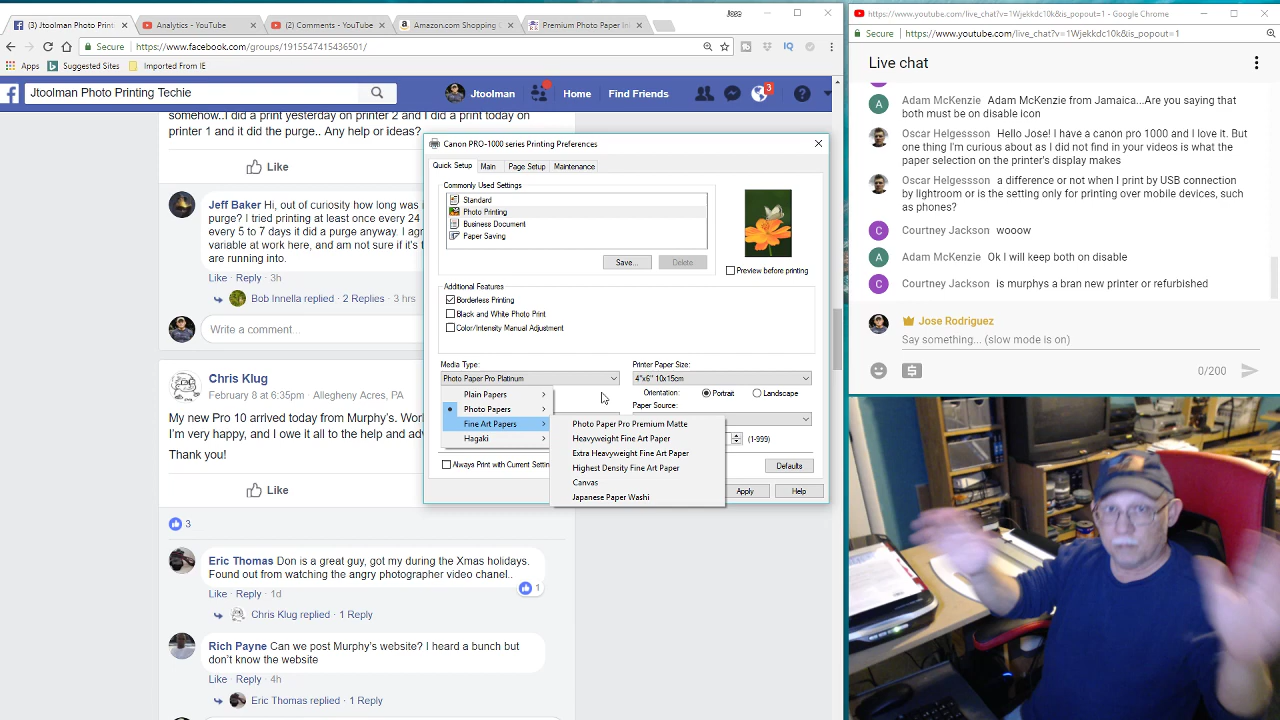 (3) Jtoolman Photo Print
Analytics - YouTube
(2) Comments - YouTube
Amazon.com Shopping C
Premium Photo Paper In
Jose
Secure
https://www.facebook.com/groups/1915547415436501/
IQ
Apps
Suggested Sites
Imported From IE
Jtoolman Photo Printing Techie
Jtoolman
Home
Find Friends
3
somehow..I did a print yesterday on printer 2 and I did a print today on
printer 1 and it did the purge.. Any help or ideas?
Like
Jeff Baker Hi, out of curiosity how long was i
purge? I tried printing at least once every 24
every 5 to 7 days it did a purge anyway. I agr
variable at work here, and am not sure if it's t
are running into.
Like · Reply · 3h
Bob Innella replied · 2 Replies · 3 hrs
Write a comment...
Chris Klug
February 8 at 6:35pm · Allegheny Acres, PA
My new Pro 10 arrived today from Murphy's. Worl
I'm very happy, and I owe it all to the help and adv
Thank you!
Like
3
Eric Thomas Don is a great guy, got my during the Xmas holidays.
Found out from watching the angry photographer video chanel..
1
Like · Reply · 1d
Chris Klug replied · 1 Reply
Rich Payne Can we post Murphy's website? I heard a bunch but
don't know the website
Like · Reply · 4h
Eric Thomas replied · 1 Reply
Canon PRO-1000 series Printing Preferences
Quick Setup
Main
Page Setup
Maintenance
Commonly Used Settings
Standard
Photo Printing
Business Document
Paper Saving
Save...
Delete
Preview before printing
Additional Features
Borderless Printing
Black and White Photo Print
Color/Intensity Manual Adjustment
Media Type:
Photo Paper Pro Platinum
Printer Paper Size:
4"x6" 10x15cm
Orientation:
Portrait
Landscape
Paper Source:
Plain Papers
Photo Papers
Fine Art Papers
Hagaki
Photo Paper Pro Premium Matte
Heavyweight Fine Art Paper
Extra Heavyweight Fine Art Paper
Highest Density Fine Art Paper
Canvas
Japanese Paper Washi
(1-999)
Always Print with Current Settin
Defaults
Apply
Help
https://www.youtube.com/live_chat?v=1Wjekkdc10k&is_popout=1 - Google Chrome
Secure
https://www.youtube.com/live_chat?v=1Wjekkdc10k&is_popout=1
Live chat
Adam McKenzie Adam McKenzie from Jamaica...Are you saying that
both must be on disable icon
Oscar Helgessson Hello José! I have a canon pro 1000 and I love it. But
one thing I'm curious about as I did not find in your videos is what the
paper selection on the printer's display makes
Oscar Helgessson a difference or not when I print by USB connection
by lightroom or is the setting only for printing over mobile devices, such
as phones?
Courtney Jackson wooow
Adam McKenzie Ok I will keep both on disable
Courtney Jackson is murphys a bran new printer or refurbished
Jose Rodriguez
Say something... (slow mode is on)
0/200